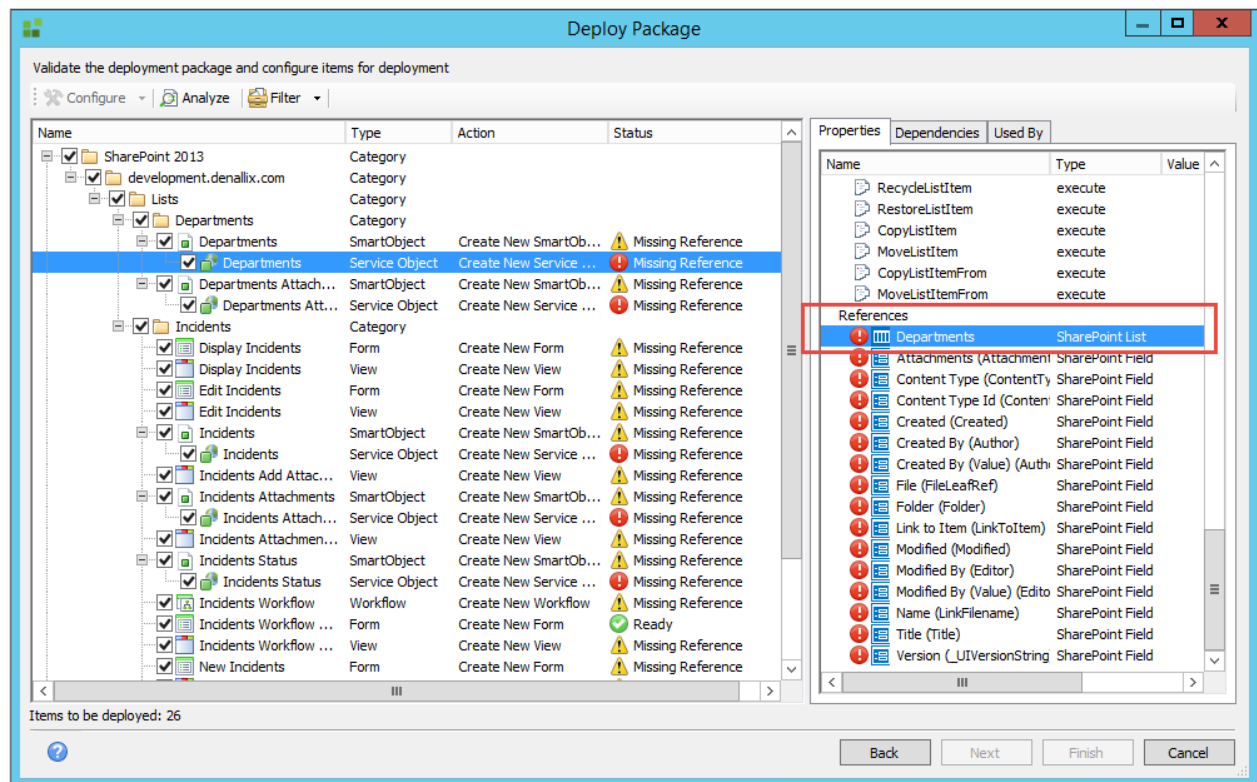 Deploy Package
Validate the deployment package and configure items for deployment
Configure Analyze Filter
Name Type Action Status
SharePoint 2013 Category
development.denallix.com Category
Lists Category
Departments Category
Departments SmartObject Create New SmartOb... Missing Reference
Departments Service Object Create New Service ... Missing Reference
Departments Attach... SmartObject Create New SmartOb... Missing Reference
Departments Att... Service Object Create New Service ... Missing Reference
Incidents Category
Display Incidents Form Create New Form Missing Reference
Display Incidents View Create New View Missing Reference
Edit Incidents Form Create New Form Missing Reference
Edit Incidents View Create New View Missing Reference
Incidents SmartObject Create New SmartOb... Missing Reference
Incidents Service Object Create New Service ... Missing Reference
Incidents Add Attac... View Create New View Missing Reference
Incidents Attachments SmartObject Create New SmartOb... Missing Reference
Incidents Attach... Service Object Create New Service ... Missing Reference
Incidents Attachmen... View Create New View Missing Reference
Incidents Status SmartObject Create New SmartOb... Missing Reference
Incidents Status Service Object Create New Service ... Missing Reference
Incidents Workflow Workflow Create New Workflow Missing Reference
Incidents Workflow ... Form Create New Form Ready
Incidents Workflow ... View Create New View Missing Reference
New Incidents Form Create New Form Missing Reference
Properties Dependencies Used By
Name Type Value
RecycleListItem execute
RestoreListItem execute
CopyListItem execute
MoveListItem execute
CopyListItemFrom execute
MoveListItemFrom execute
References
Departments SharePoint List
Attachments (Attachment SharePoint Field
Content Type (ContentTy SharePoint Field
Content Type Id (Conten SharePoint Field
Created (Created) SharePoint Field
Created By (Author) SharePoint Field
Created By (Value) (Auth SharePoint Field
File (FileLeafRef) SharePoint Field
Folder (Folder) SharePoint Field
Link to Item (LinkToItem) SharePoint Field
Modified (Modified) SharePoint Field
Modified By (Editor) SharePoint Field
Modified By (Value) (Edito SharePoint Field
Name (LinkFilename) SharePoint Field
Title (Title) SharePoint Field
Version (_UIVersionString SharePoint Field
Items to be deployed: 26
Back Next Finish Cancel